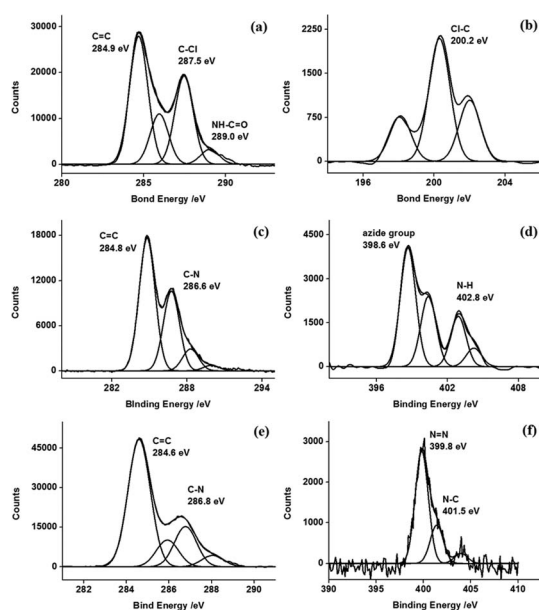 (a)
30000
20000
10000
0
Counts
C=C
284.9 eV
C-Cl
287.5 eV
NH-C=O
289.0 eV
280 285 290
Bond Energy /eV
(b)
2250
1500
750
0
Counts
Cl-C
200.2 eV
196 200 204
Bond Energy /eV
(c)
18000
12000
6000
0
Counts
C=C
284.8 eV
C-N
286.6 eV
282 288 294
BInding Energy /eV
(d)
4500
3000
1500
0
Counts
azide group
398.6 eV
N-H
402.8 eV
396 402 408
Binding Energy /eV
(e)
45000
30000
15000
0
Counts
C=C
284.6 eV
C-N
286.8 eV
282 284 286 288 290
Bind Energy /eV
(f)
3000
2000
1000
0
Counts
N=N
399.8 eV
N-C
401.5 eV
390 400 410
Binding Energy /eV